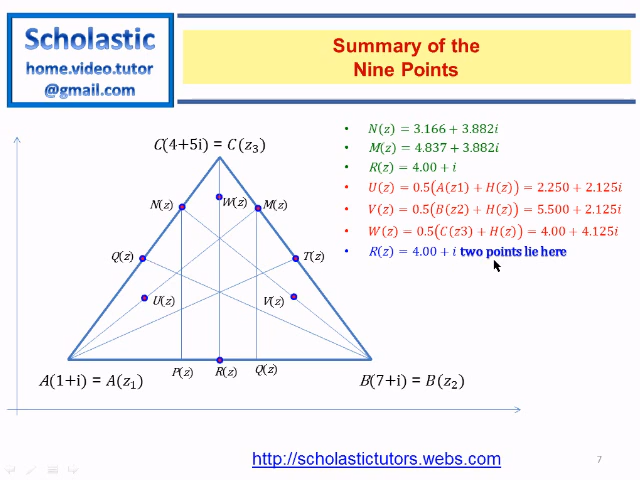 Scholastic
home.video.tutor
@gmail.com
Summary of the
Nine Points
• N(z) = 3.166 + 3.882i
• M(z) = 4.837 + 3.882i
• R(z) = 4.00 + i
• U(z) = 0.5(A(z1) + H(z)) = 2.250 + 2.125i
• V(z) = 0.5(B(z2) + H(z)) = 5.500 + 2.125i
• W(z) = 0.5(C(z3) + H(z)) = 4.00 + 4.125i
• R(z) = 4.00 + i two points lie here
C(4+5i) = C(z₃)
N(z)
W(z)
M(z)
Q(z)
T(z)
U(z)
V(z)
P(z)
R(z)
Q(z)
A(1+i) = A(z₁)
B(7+i) = B(z₂)
http://scholastictutors.webs.com
7